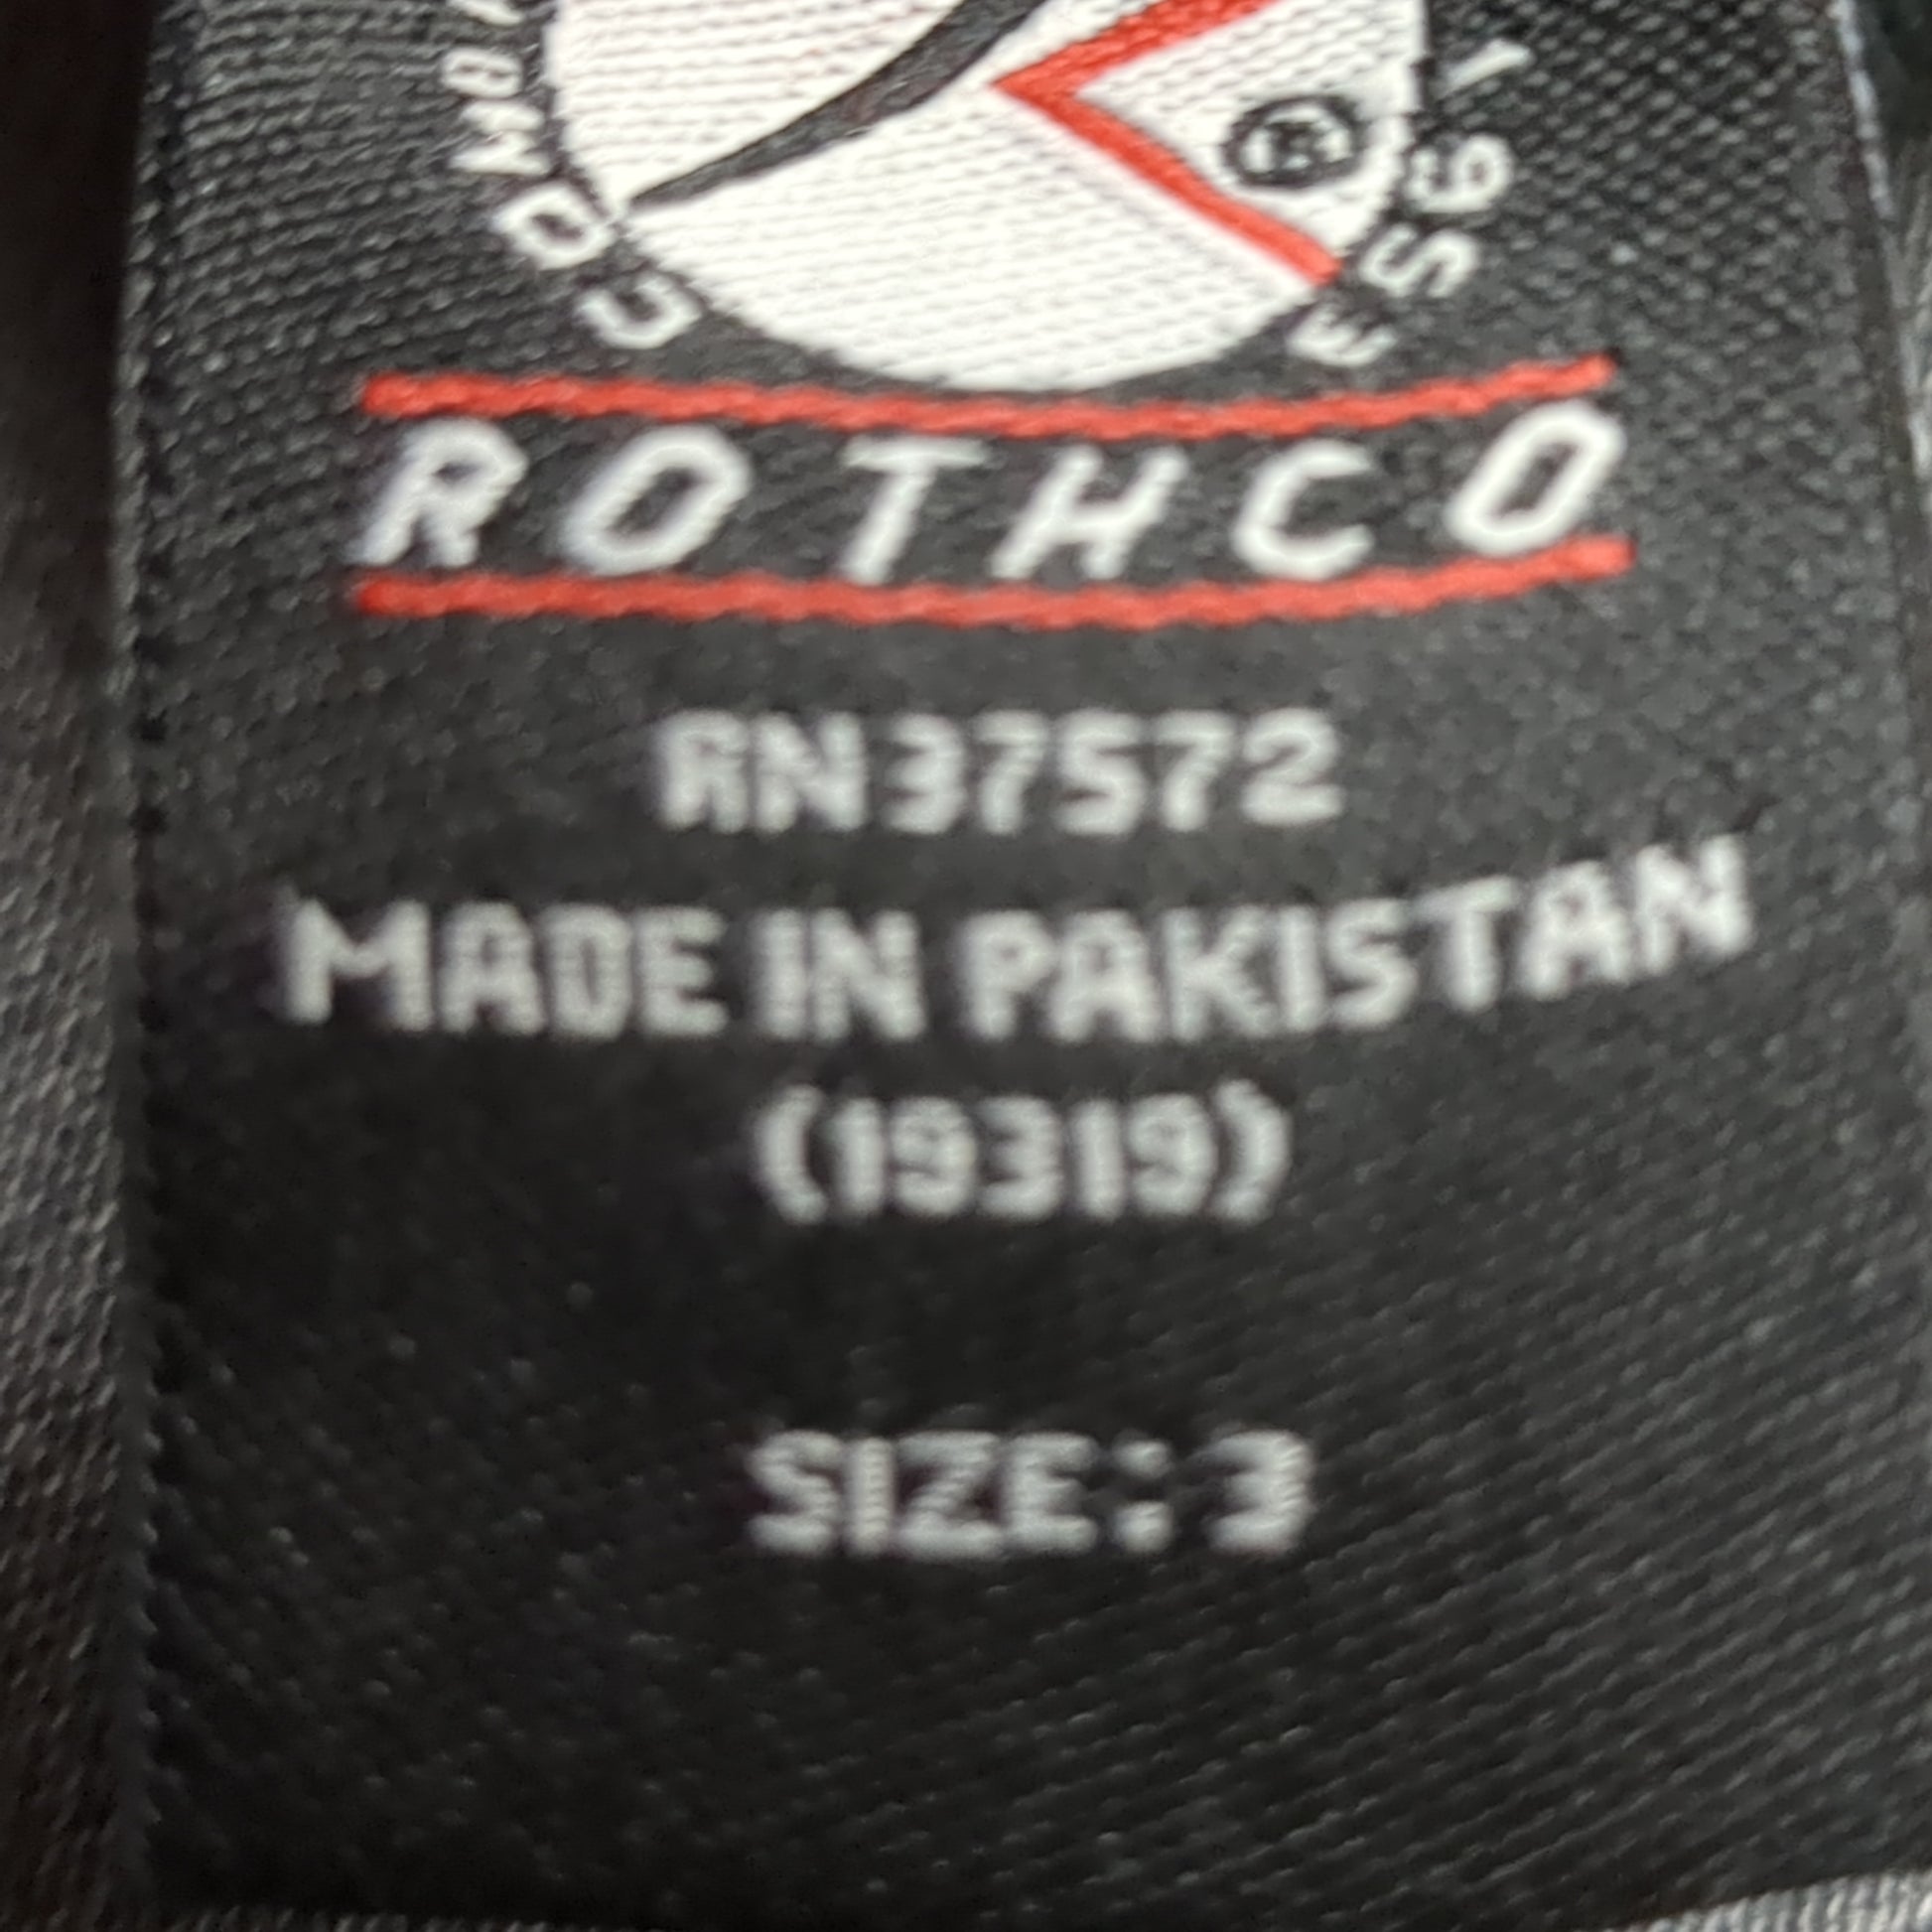 ROTHCO
RN37572
MADE IN PAKISTAN
(19319)
SIZE:3